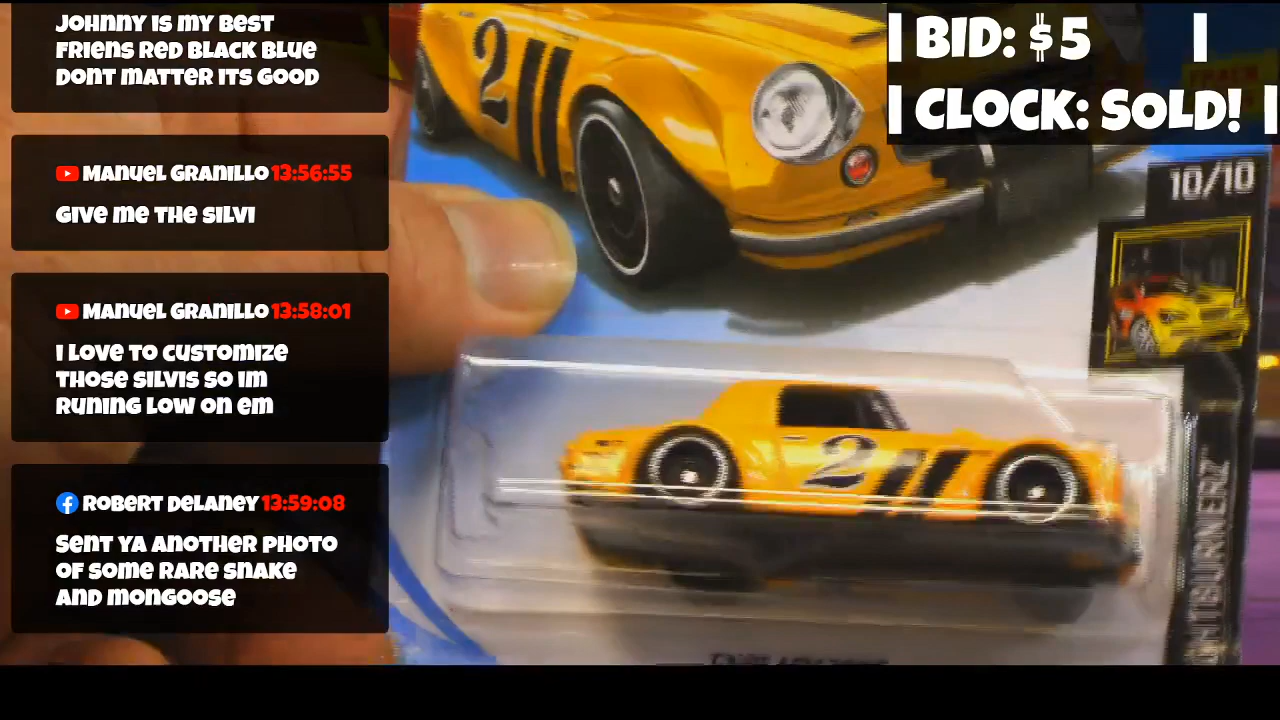 JOHNNY IS MY BEST
FRIENS RED BLACK BLUE
DONT MATTER ITS GOOD
MANUEL GRANILLO 13:56:55
GIVE ME THE SILVI
MANUEL GRANILLO 13:58:01
I LOVE TO CUSTOMIZE
THOSE SILVIS SO IM
RUNING LOW ON EM
ROBERT DELANEY 13:59:08
SENT YA ANOTHER PHOTO
OF SOME RARE SNAKE
AND MONGOOSE
| BID: $5 |
| CLOCK: SOLD! |
10/10
2
2